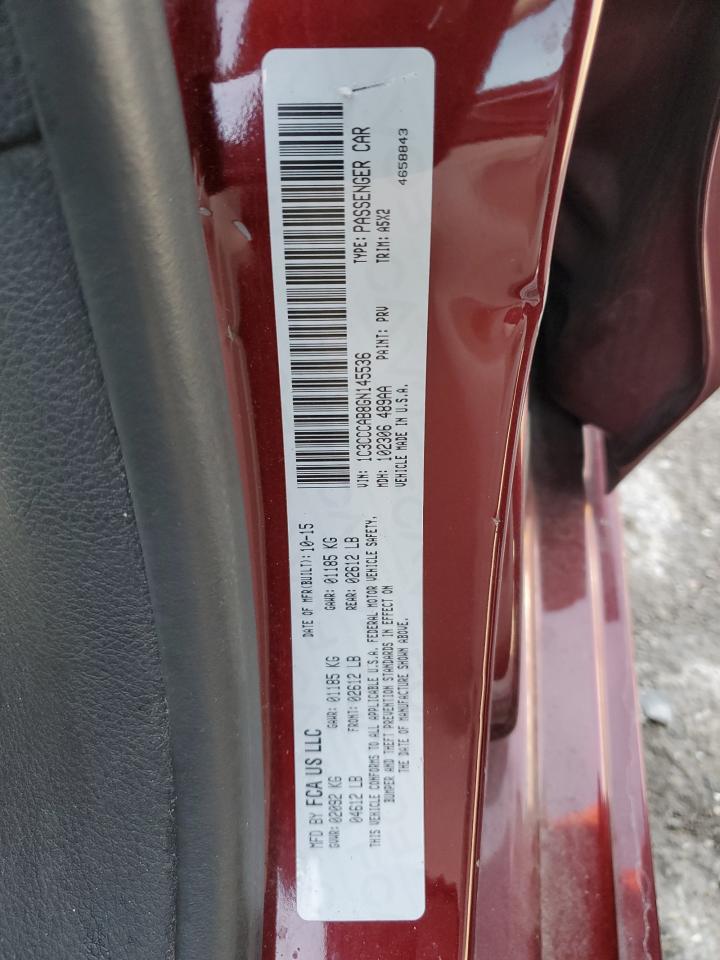 MFD BY FCA US LLC
DATE OF MFR(BUILT): 10-15
GVWR: 02092 KG
GAWR: 01185 KG
GAWR: 01185 KG
04612 LB
FRONT: 02612 LB
REAR: 02612 LB
THIS VEHICLE CONFORMS TO ALL APPLICABLE U.S.A. FEDERAL MOTOR VEHICLE SAFETY,
BUMPER AND THEFT PREVENTION STANDARDS IN EFFECT ON
THE DATE OF MANUFACTURE SHOWN ABOVE.
VIN: 1C3CCCAB8GN145536
TYPE: PASSENGER CAR
MDH: 102306 489AA
PAINT: PRV
TRIM: A5X2
VEHICLE MADE IN U.S.A.
4658843